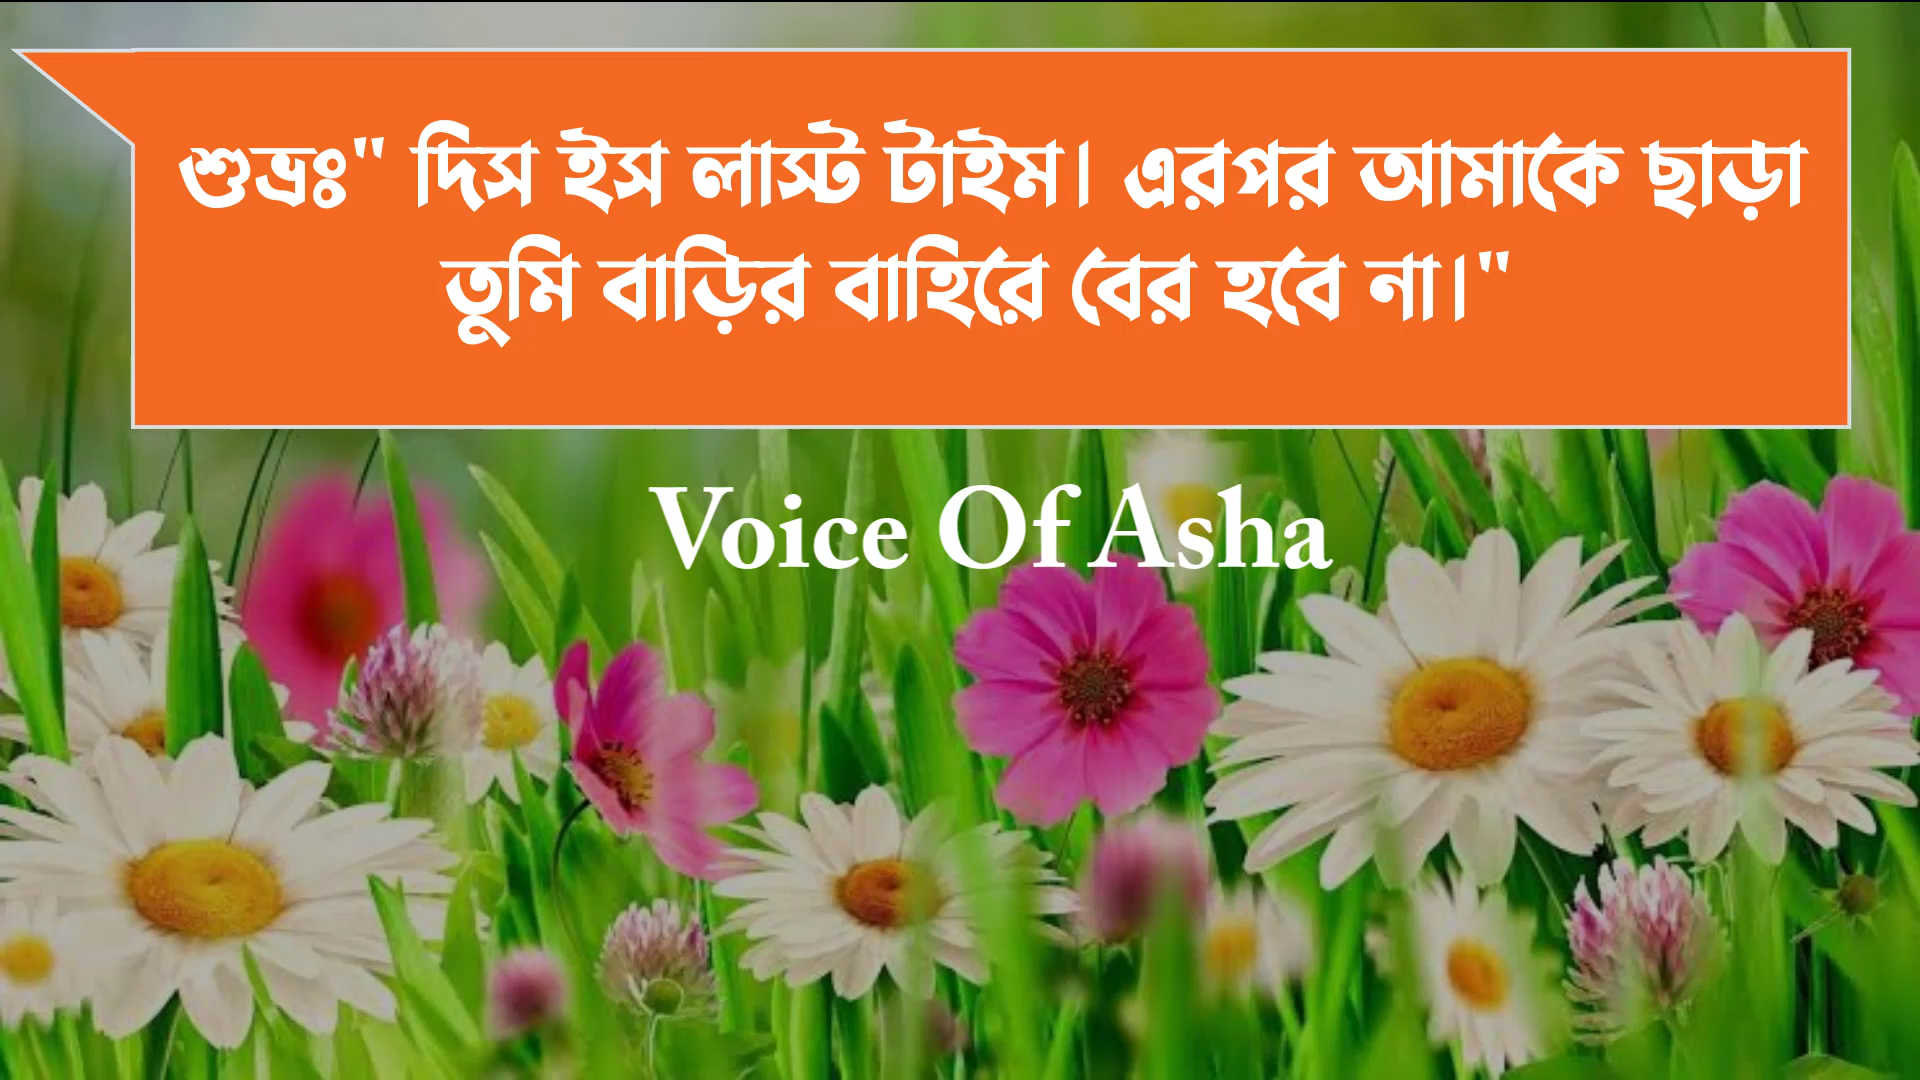 শুভ্রঃ" দিস ইস লাস্ট টাইম। এরপর আমাকে ছাড়া
তুমি বাড়ির বাহিরে বের হবে না।"
Voice Of Asha